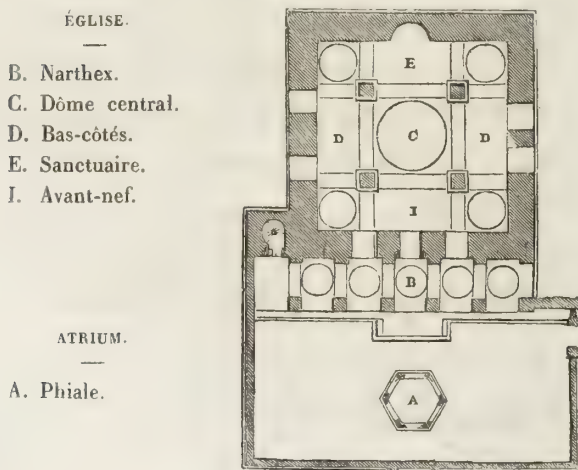 ÉGLISE.
B. Narthex.
C. Dôme central.
D. Bas-côtés.
E. Sanctuaire.
I. Avant-nef.
ATRIUM.
A. Phiale.
E
D
C
D
I
B
A